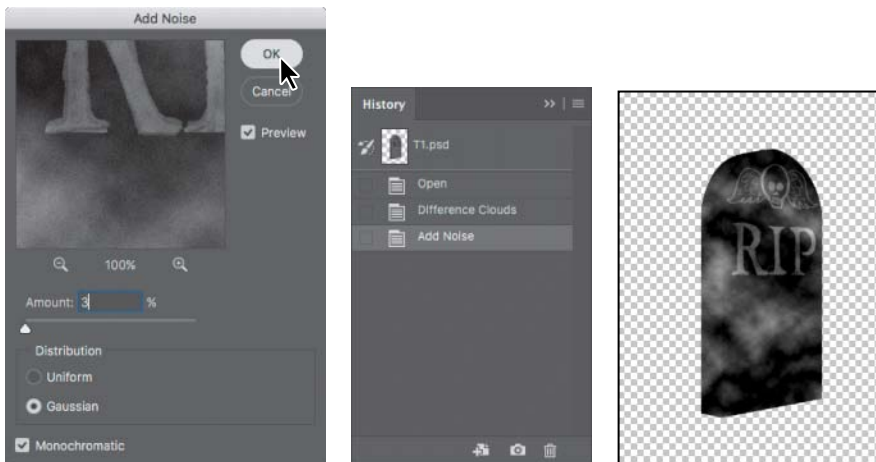 Add Noise
OK
Cancel
Preview
100%
Amount: 3 %
Distribution
Uniform
Gaussian
Monochromatic
History
T1.psd
Open
Difference Clouds
Add Noise
RIP